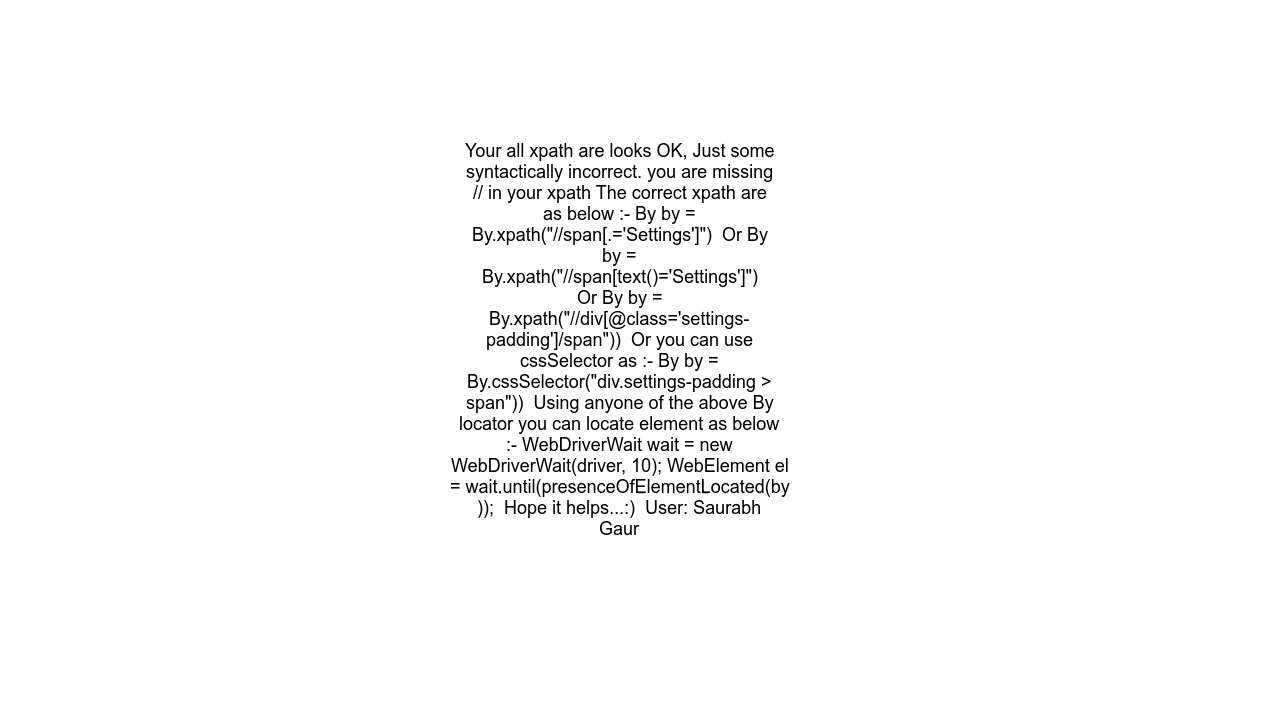 Your all xpath are looks OK, Just some
syntactically incorrect. you are missing
// in your xpath The correct xpath are
as below :- By by =
By.xpath("//span[.='Settings']")  Or By
by =
By.xpath("//span[text()='Settings']")
Or By by =
By.xpath("//div[@class='settings-
padding']/span"))  Or you can use
cssSelector as :- By by =
By.cssSelector("div.settings-padding >
span"))  Using anyone of the above By
locator you can locate element as below
:- WebDriverWait wait = new
WebDriverWait(driver, 10); WebElement el
= wait.until(presenceOfElementLocated(by
));  Hope it helps...:)  User: Saurabh
Gaur